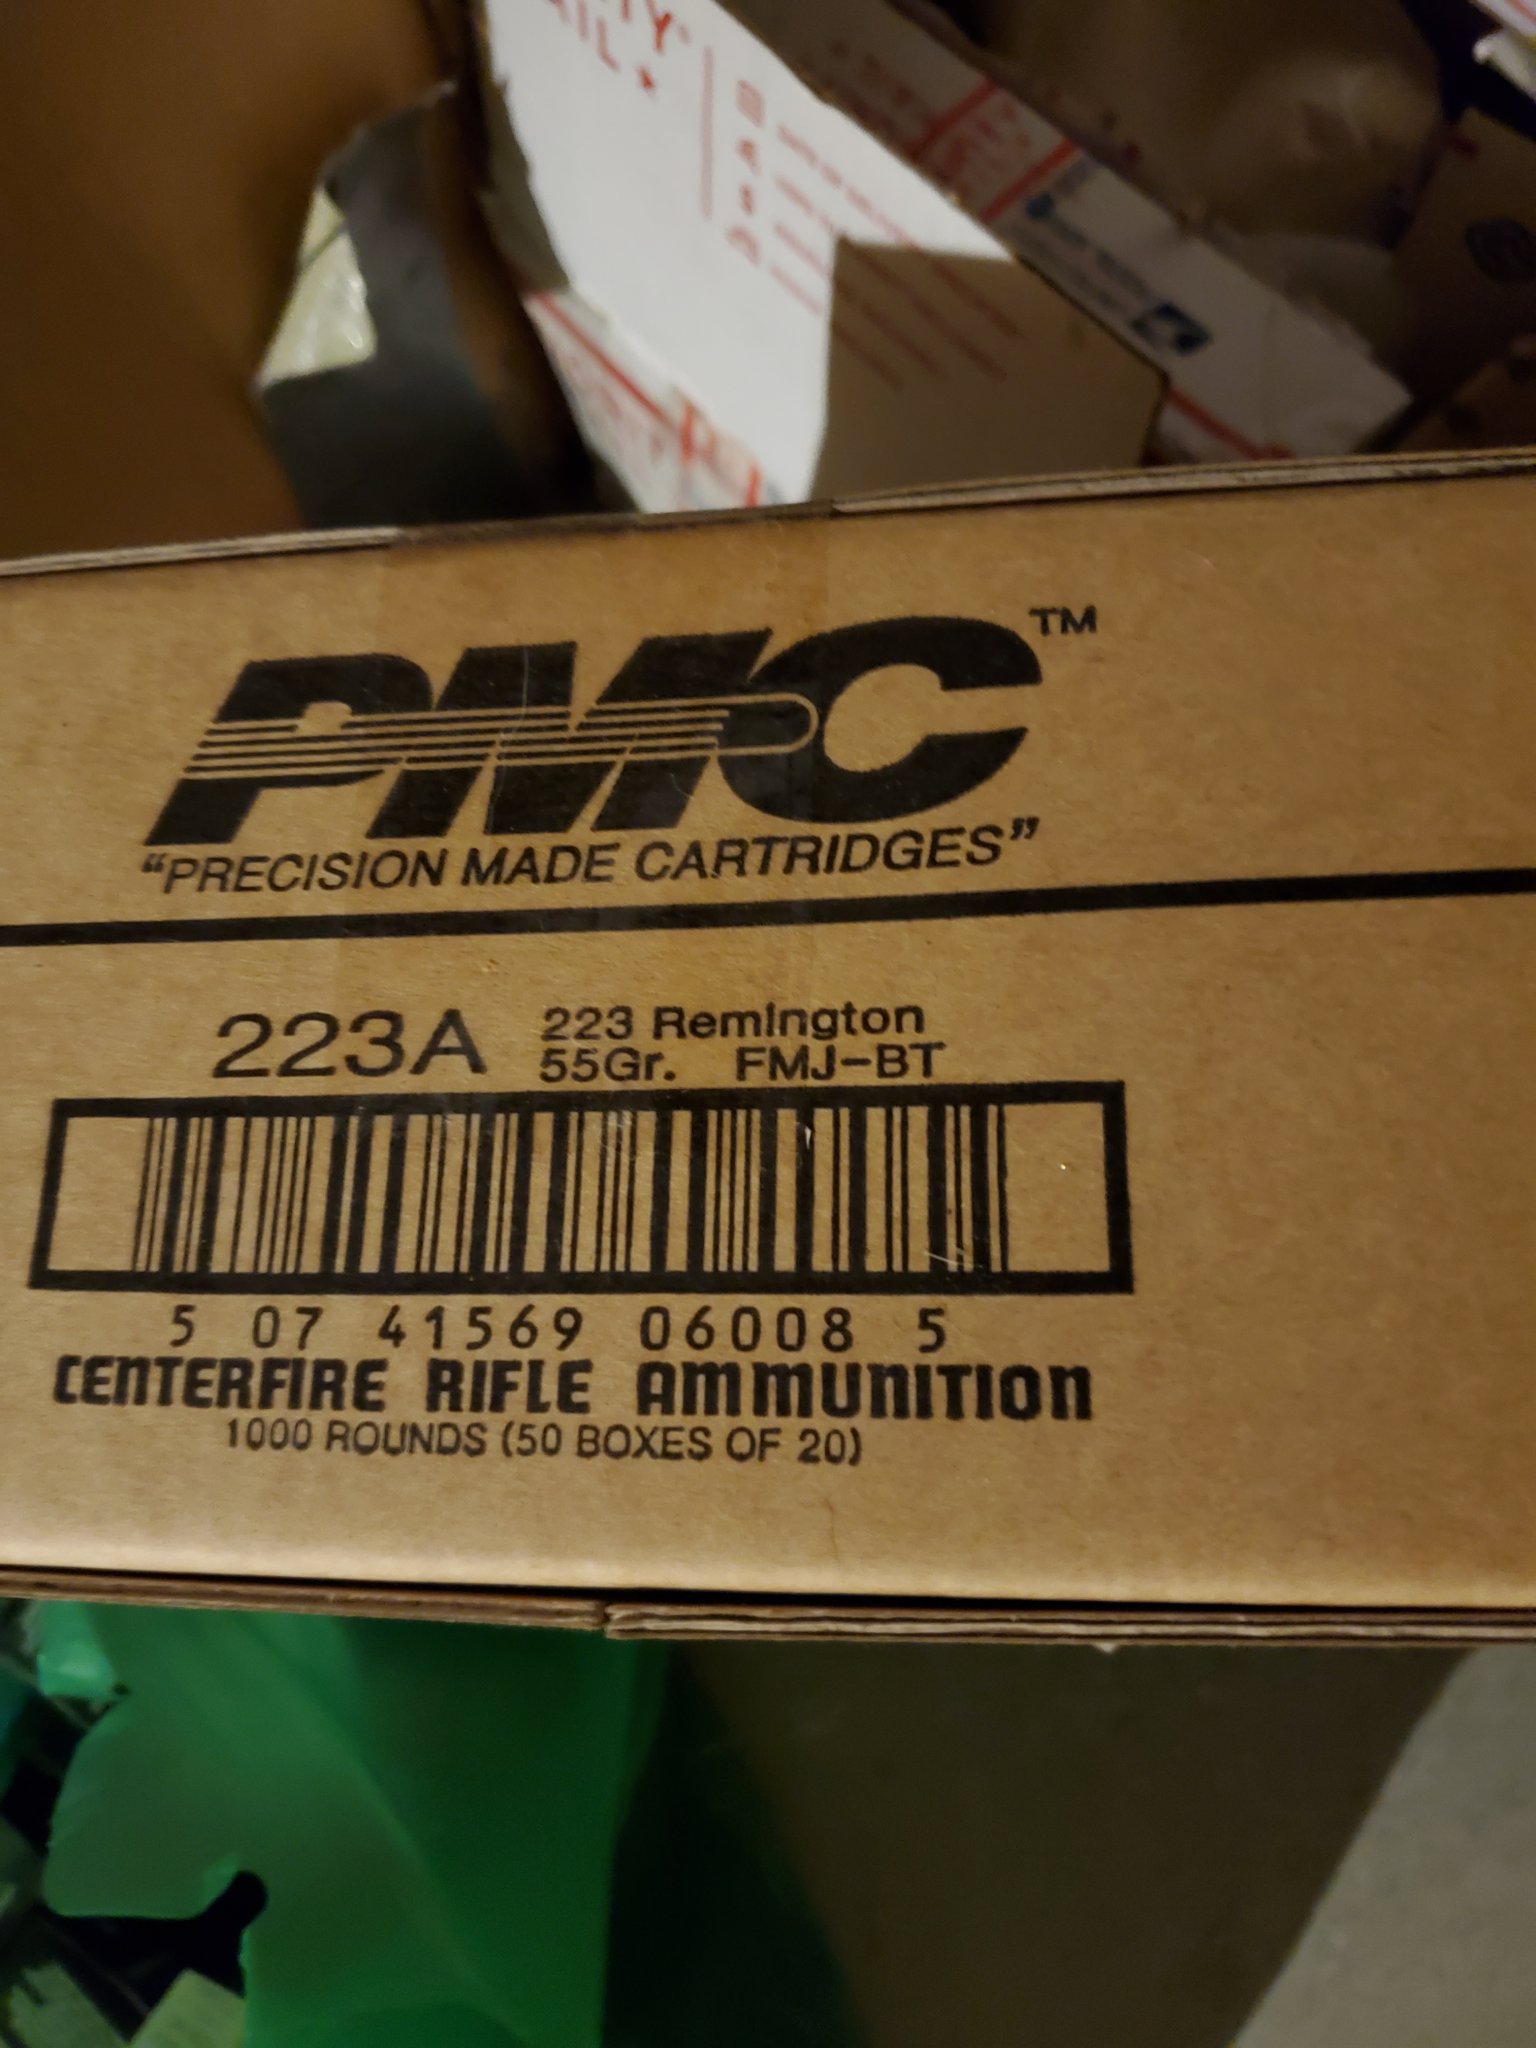 PMC™
“PRECISION MADE CARTRIDGES”
223A
223 Remington
55Gr. FMJ-BT
5 07 41569 06008 5
CENTERFIRE RIFLE AMMUNITION
1000 ROUNDS (50 BOXES OF 20)